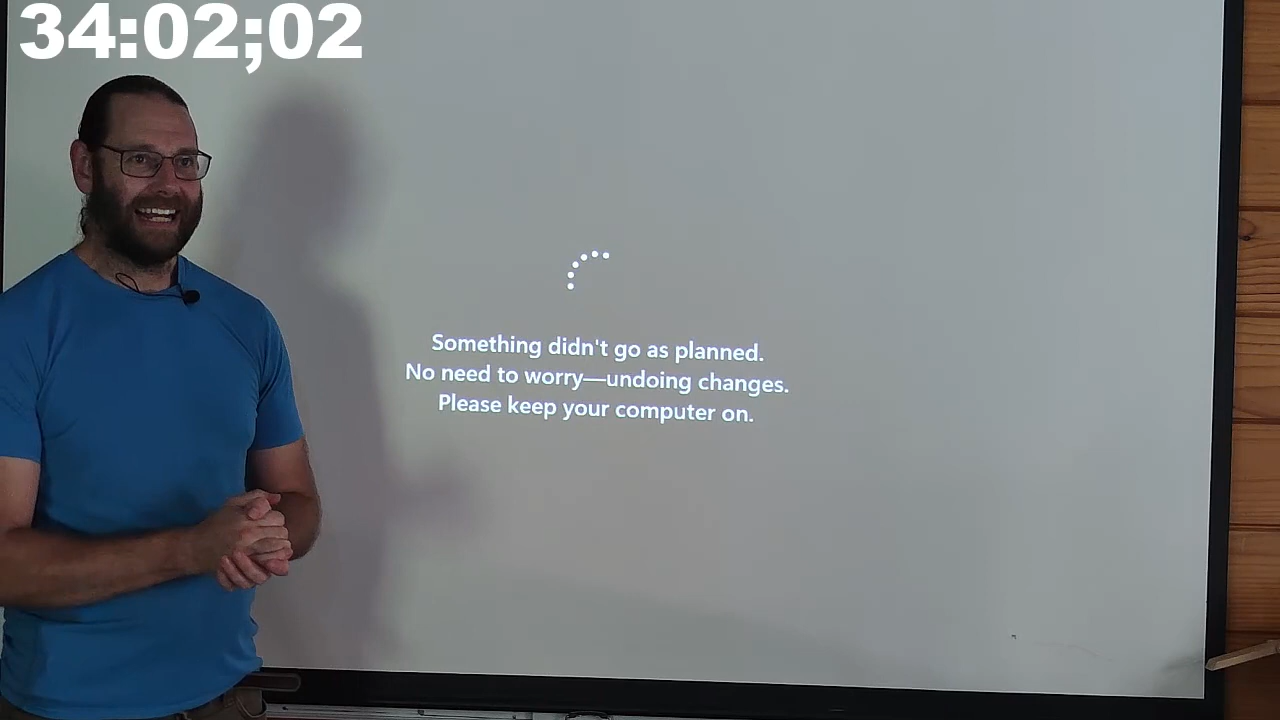 34:02;02
Something didn't go as planned.
No need to worry—undoing changes.
Please keep your computer on.